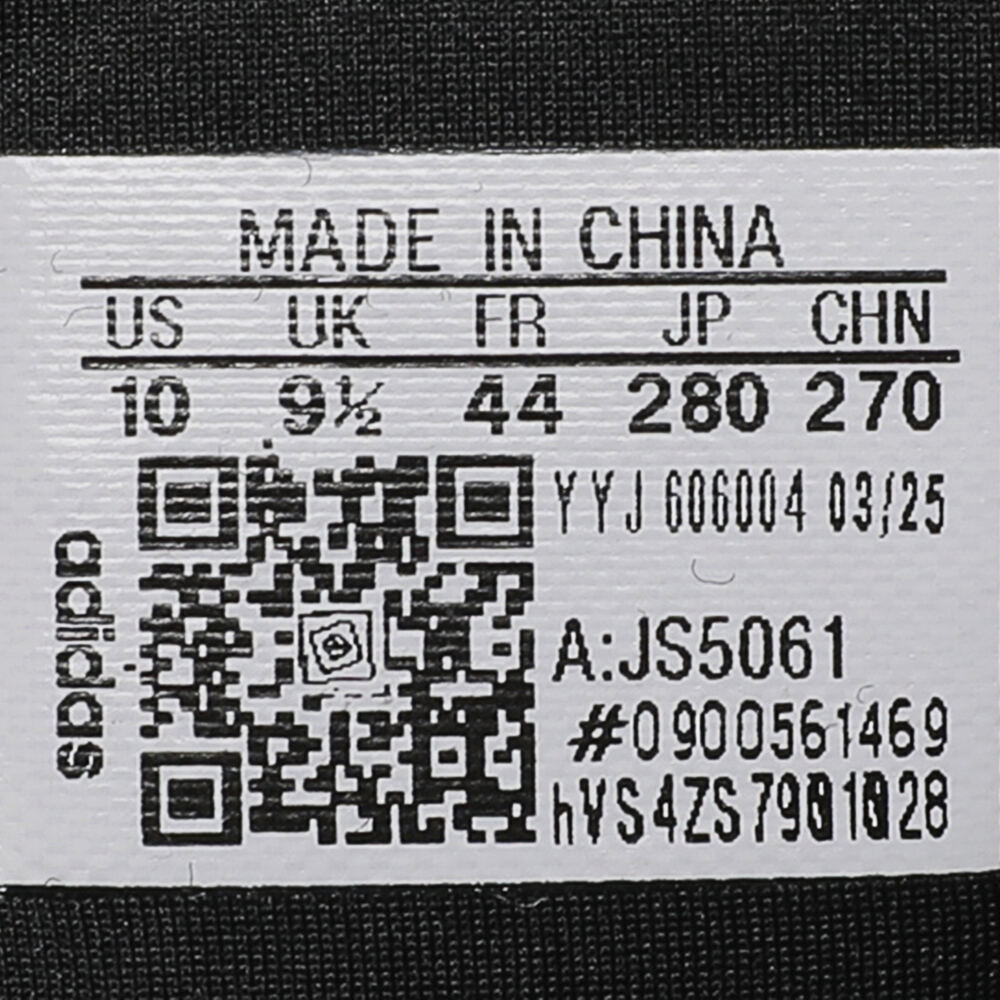 MADE IN CHINA
US UK FR JP CHN
10 9½ 44 280 270
YYJ 606004 03/25
adidas
A:JS5061
#0900561469